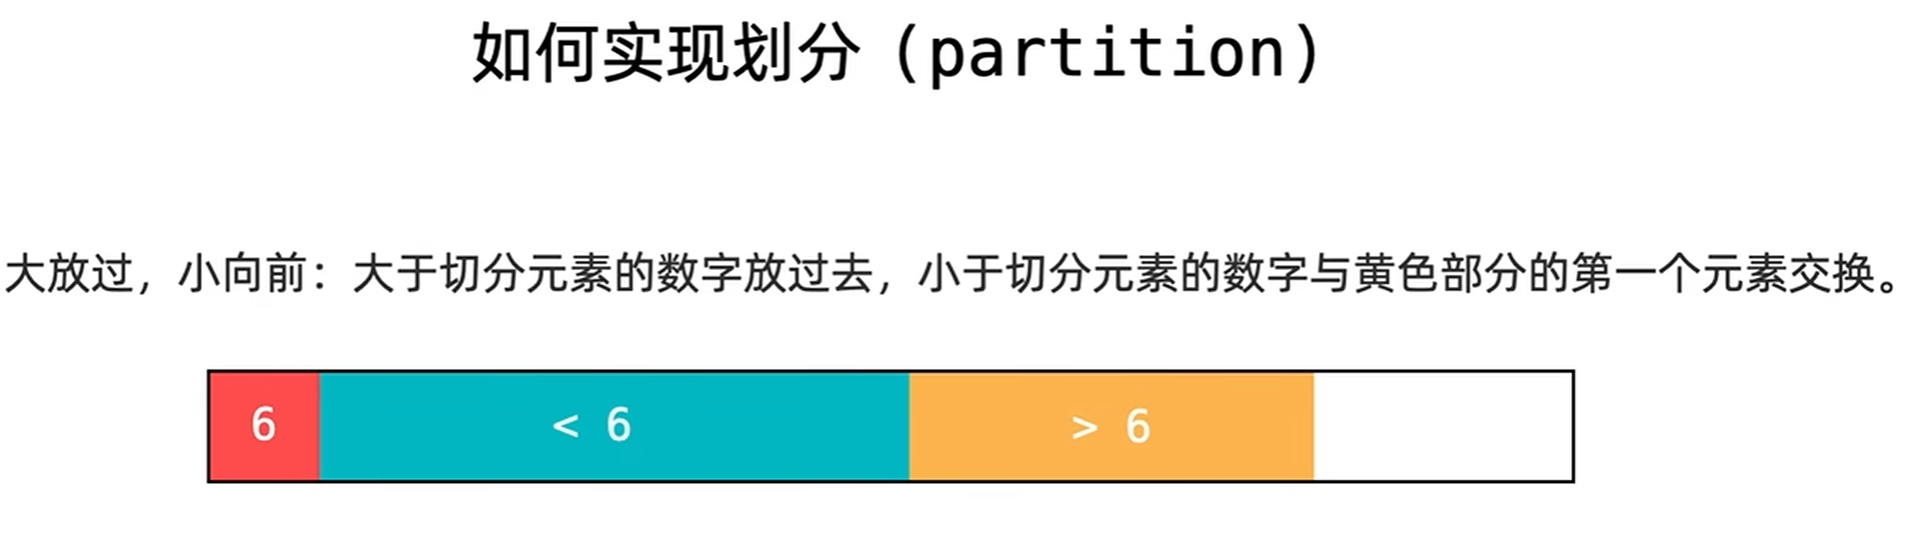 如何实现划分 (partition)
大放过，小向前：大于切分元素的数字放过去，小于切分元素的数字与黄色部分的第一个元素交换。
6 < 6 > 6